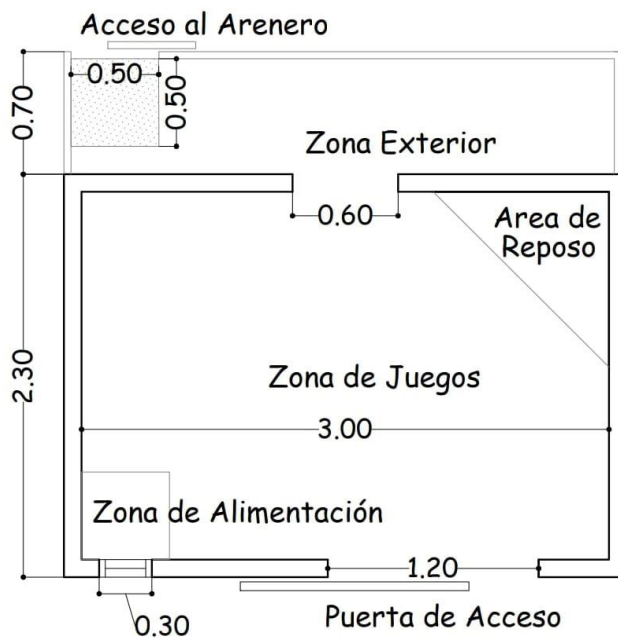 Acceso al Arenero
0.50
0.50
0.70
Zona Exterior
0.60
Area de
Reposo
2.30
Zona de Juegos
3.00
Zona de Alimentación
1.20
0.30
Puerta de Acceso